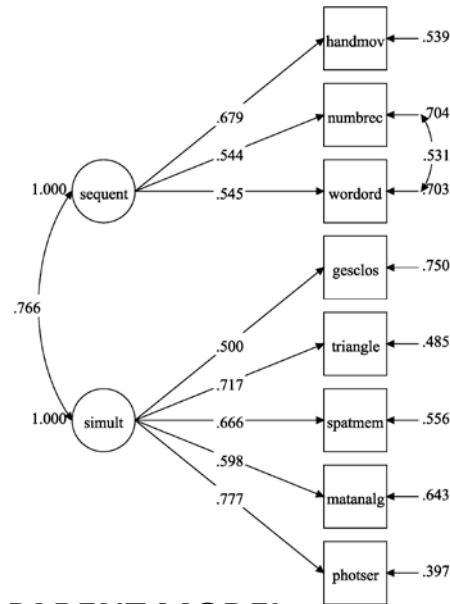 handmov
.539
.679
numbrec
.704
.544
.531
1.000
sequent
.545
wordord
.703
gesclos
.750
.766
.500
triangle
.485
.717
1.000
simult
.666
spatmem
.556
.598
matanalg
.643
.777
photser
.397